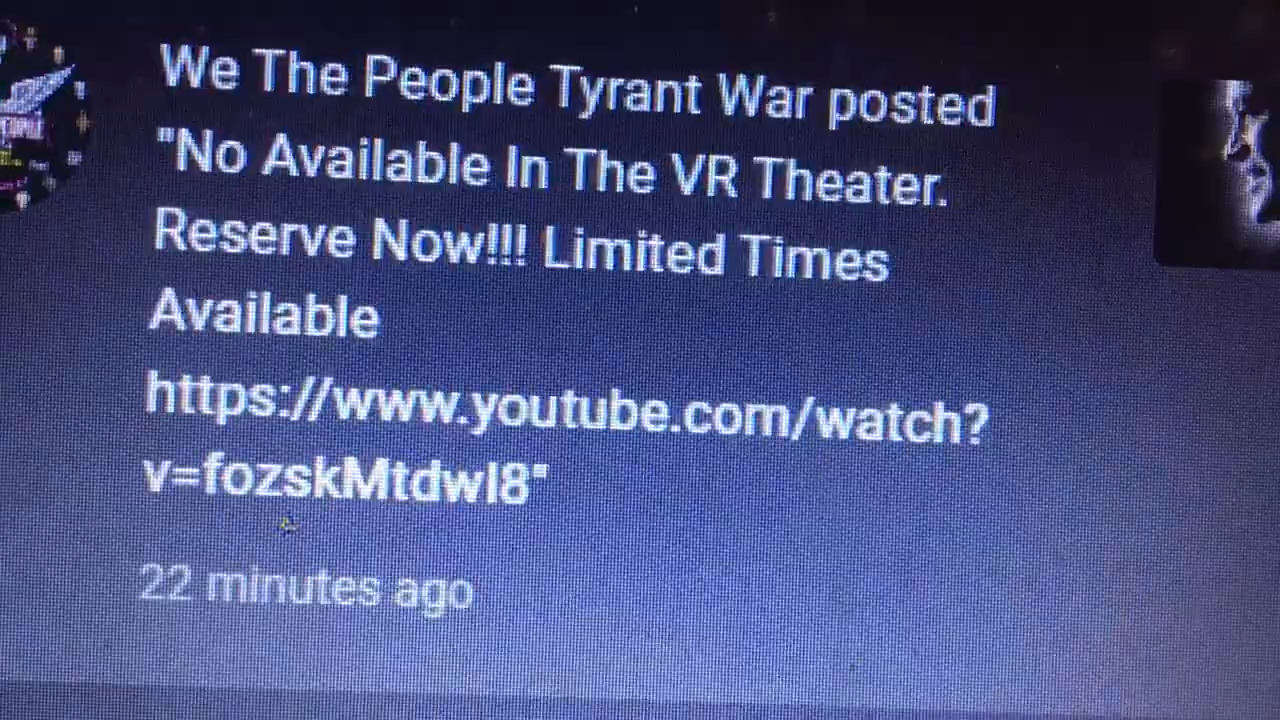 We The People Tyrant War posted
"No Available In The VR Theater.
Reserve Now!!! Limited Times
Available
https://www.youtube.com/watch?
v=fozskMtdwI8"
22 minutes ago